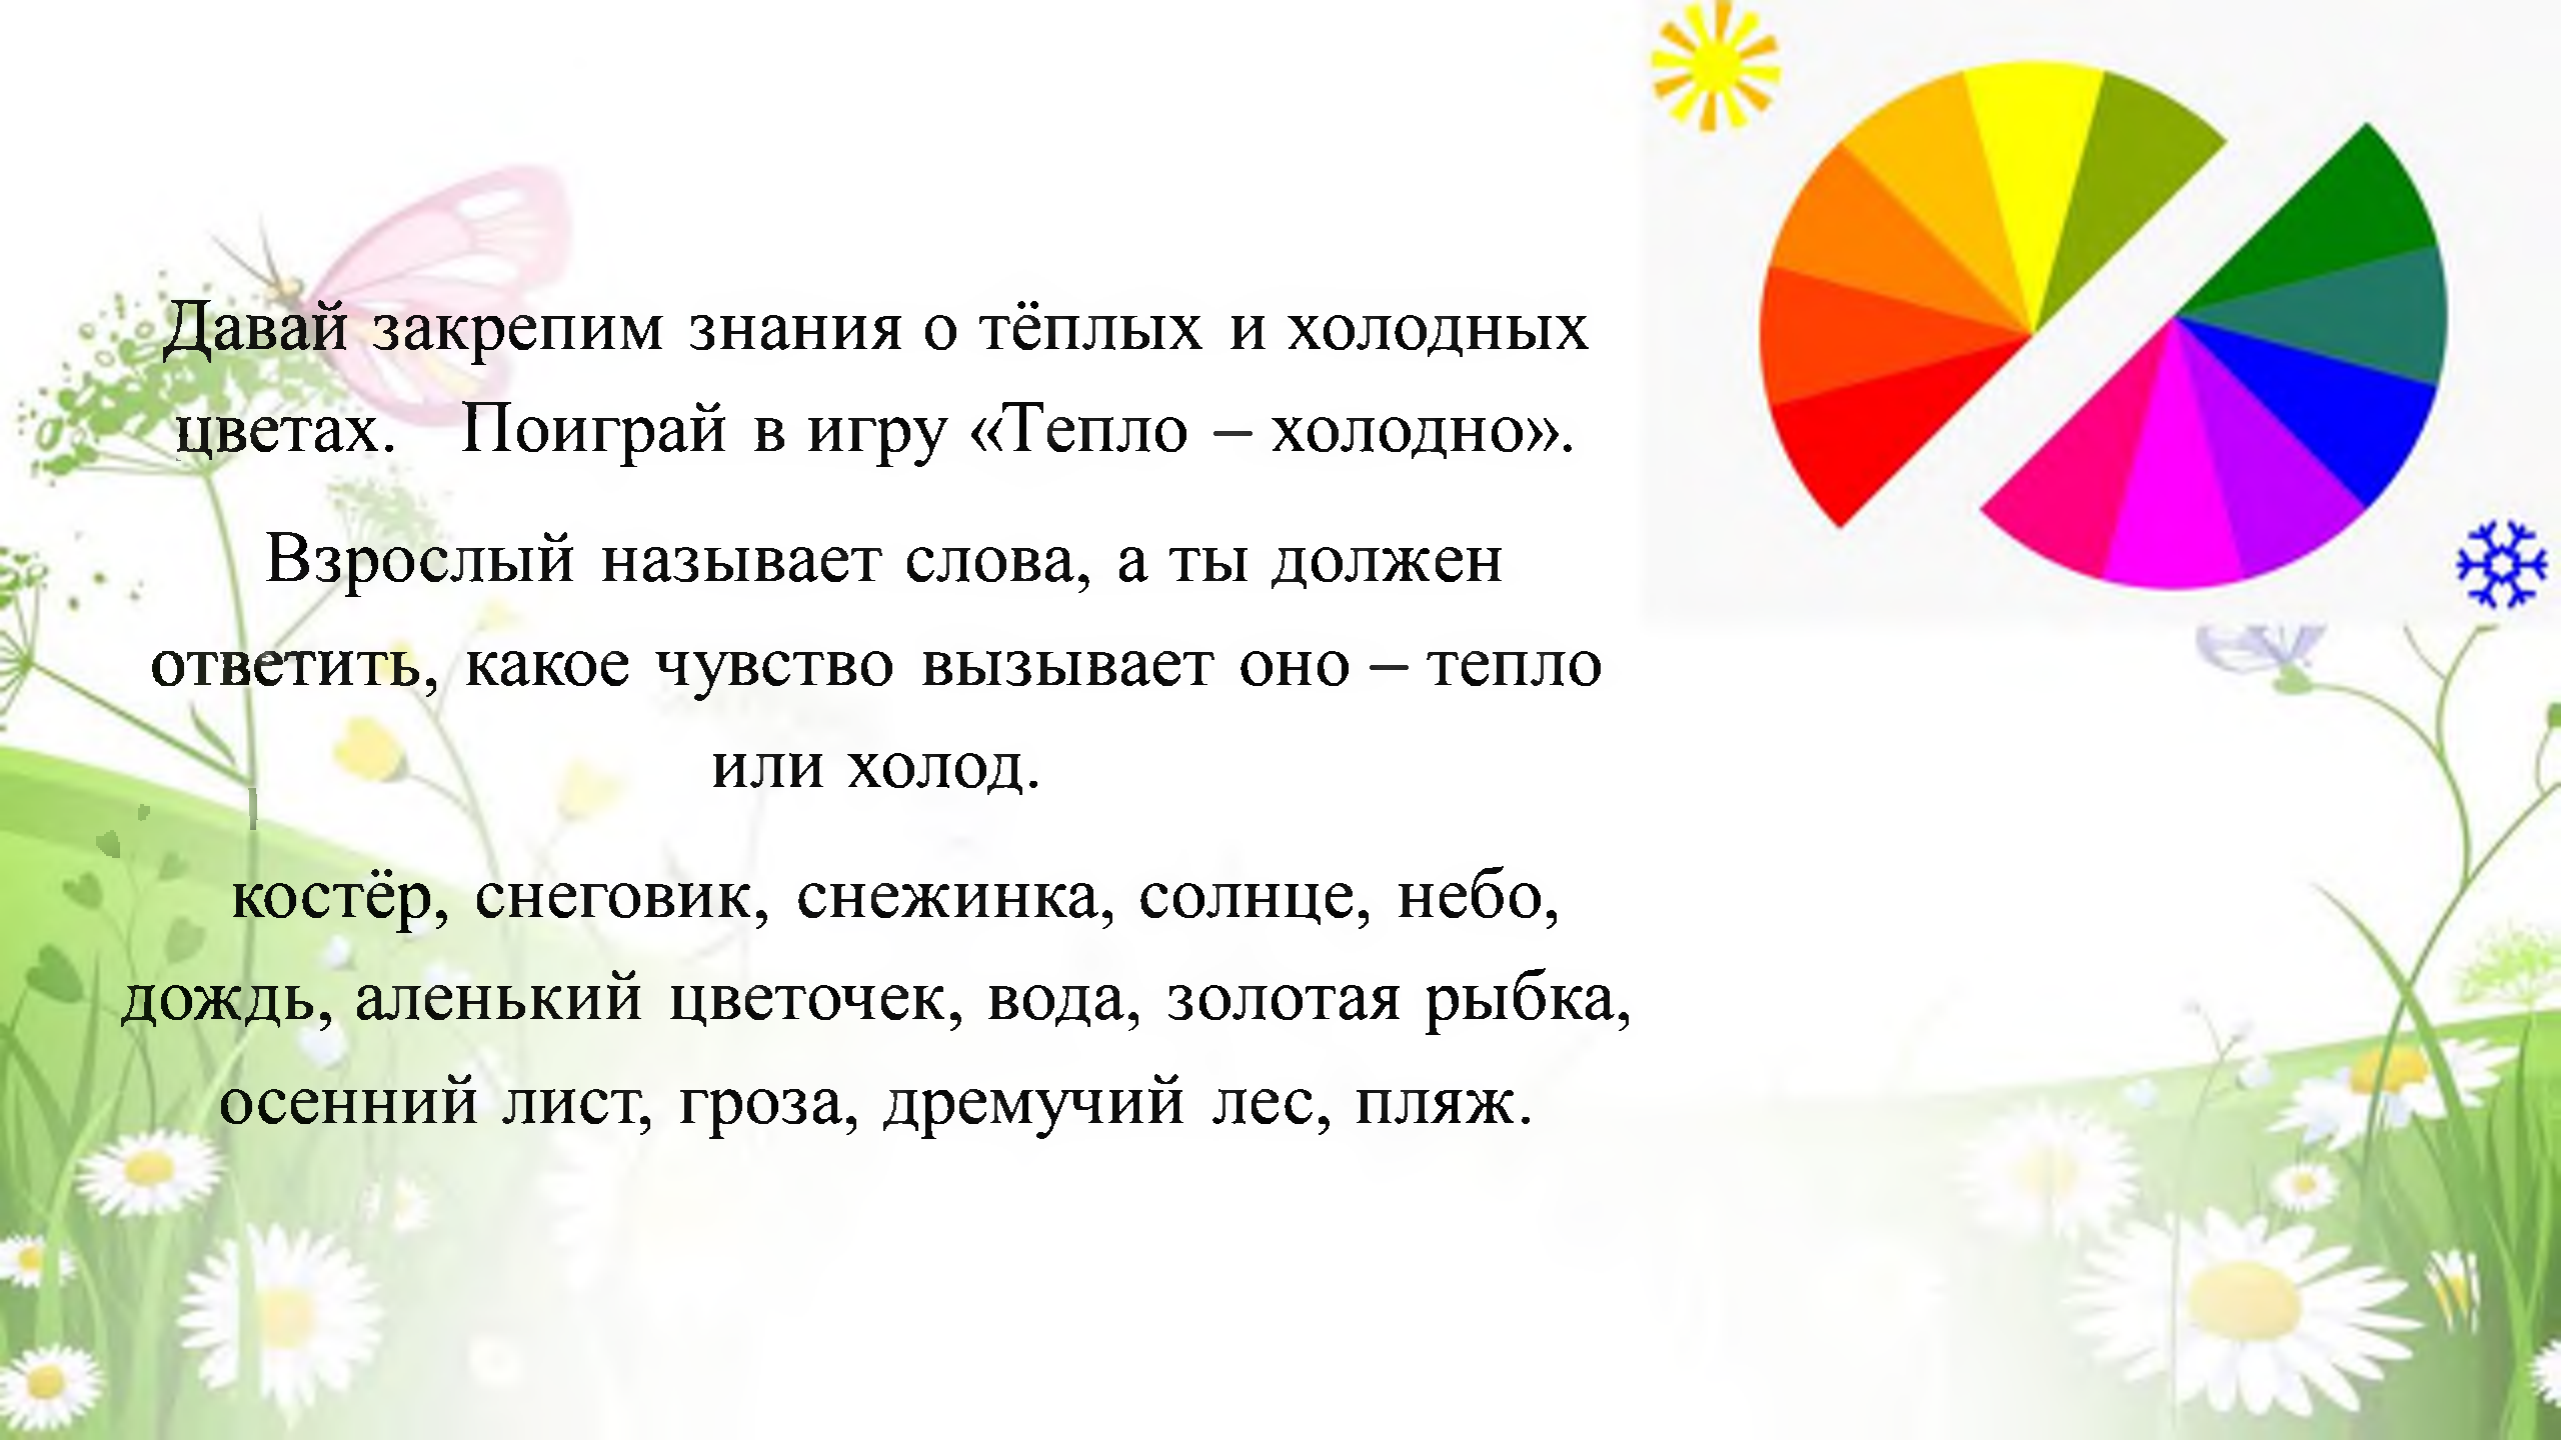 Давай закрепим знания о тёплых и холодных
цветах. Поиграй в игру «Тепло – холодно».
Взрослый называет слова, а ты должен
ответить, какое чувство вызывает оно – тепло
или холод.
костёр, снеговик, снежинка, солнце, небо,
дождь, аленький цветочек, вода, золотая рыбка,
осенний лист, гроза, дремучий лес, пляж.